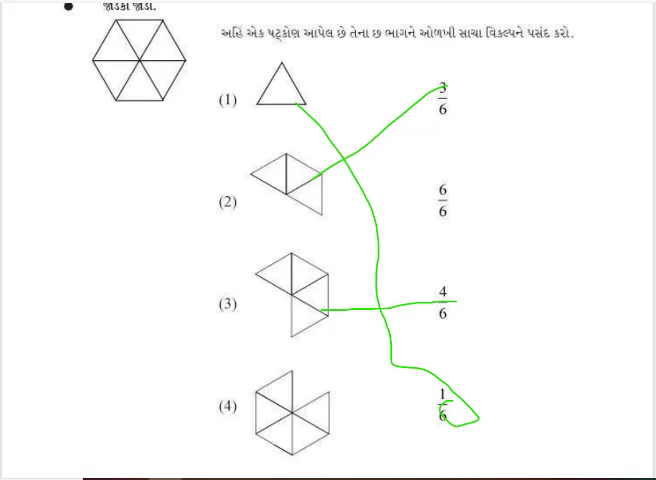 જોડકા જોડો.
અહિં એક ષટ્કોણ આપેલ છે તેના છ ભાગને ઓળખી સાચા વિકલ્પને પસંદ કરો.
(1) 3/6
(2) 6/6
(3) 4/6
(4) 1/6